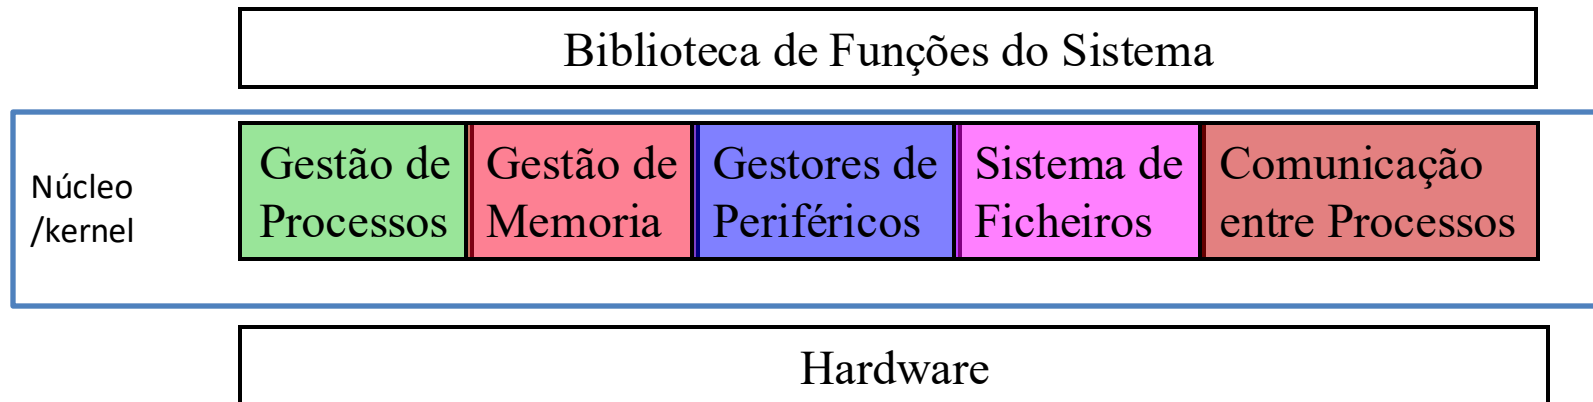 Biblioteca de Funções do Sistema
Núcleo
/kernel
Gestão de
Processos
Gestão de
Memoria
Gestores de
Periféricos
Sistema de
Ficheiros
Comunicação
entre Processos
Hardware